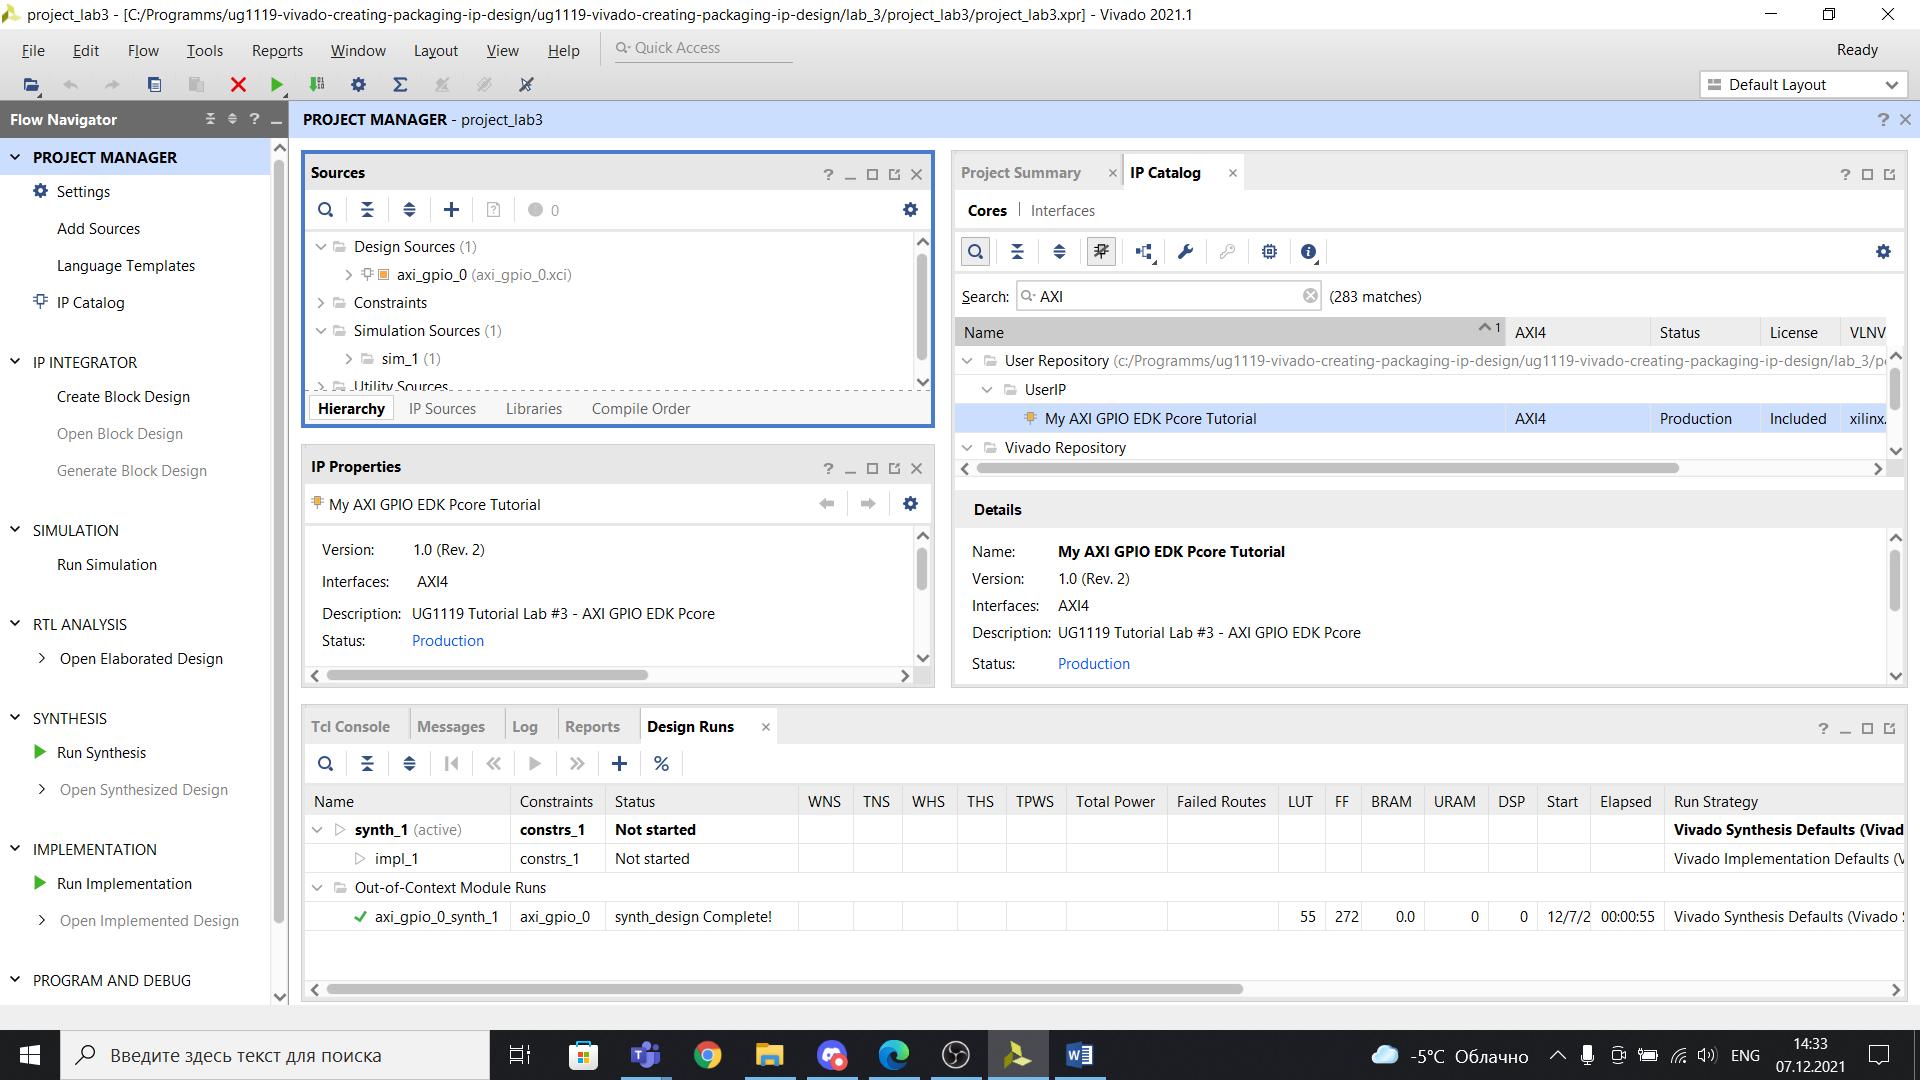 project_lab3 - [C:/Programms/ug1119-vivado-creating-packaging-ip-design/ug1119-vivado-creating-packaging-ip-design/lab_3/project_lab3/project_lab3.xpr] - Vivado 2021.1
File Edit Flow Tools Reports Window Layout View Help Quick Access Ready
Default Layout
Flow Navigator
PROJECT MANAGER
Settings
Add Sources
Language Templates
IP Catalog
IP INTEGRATOR
Create Block Design
Open Block Design
Generate Block Design
SIMULATION
Run Simulation
RTL ANALYSIS
Open Elaborated Design
SYNTHESIS
Run Synthesis
Open Synthesized Design
IMPLEMENTATION
Run Implementation
Open Implemented Design
PROGRAM AND DEBUG
PROJECT MANAGER - project_lab3
Sources
0
Design Sources (1)
axi_gpio_0 (axi_gpio_0.xci)
Constraints
Simulation Sources (1)
sim_1 (1)
Utility Sources
Hierarchy IP Sources Libraries Compile Order
IP Properties
My AXI GPIO EDK Pcore Tutorial
Version: 1.0 (Rev. 2)
Interfaces: AXI4
Description: UG1119 Tutorial Lab #3 - AXI GPIO EDK Pcore
Status: Production
Project Summary IP Catalog
Cores Interfaces
Search: AXI (283 matches)
Name 1 AXI4 Status License VLNV
User Repository (c:/Programms/ug1119-vivado-creating-packaging-ip-design/ug1119-vivado-creating-packaging-ip-design/lab_3/p
UserIP
My AXI GPIO EDK Pcore Tutorial AXI4 Production Included xilinx.
Vivado Repository
Details
Name: My AXI GPIO EDK Pcore Tutorial
Version: 1.0 (Rev. 2)
Interfaces: AXI4
Description: UG1119 Tutorial Lab #3 - AXI GPIO EDK Pcore
Status: Production
Tcl Console Messages Log Reports Design Runs
Name Constraints Status WNS TNS WHS THS TPWS Total Power Failed Routes LUT FF BRAM URAM DSP Start Elapsed Run Strategy
synth_1 (active) constrs_1 Not started Vivado Synthesis Defaults (Vivad
impl_1 constrs_1 Not started Vivado Implementation Defaults (V
Out-of-Context Module Runs
axi_gpio_0_synth_1 axi_gpio_0 synth_design Complete! 55 272 0.0 0 0 12/7/2 00:00:55 Vivado Synthesis Defaults (Vivado S
Введите здесь текст для поиска
-5°C Облачно
ENG
14:33
07.12.2021